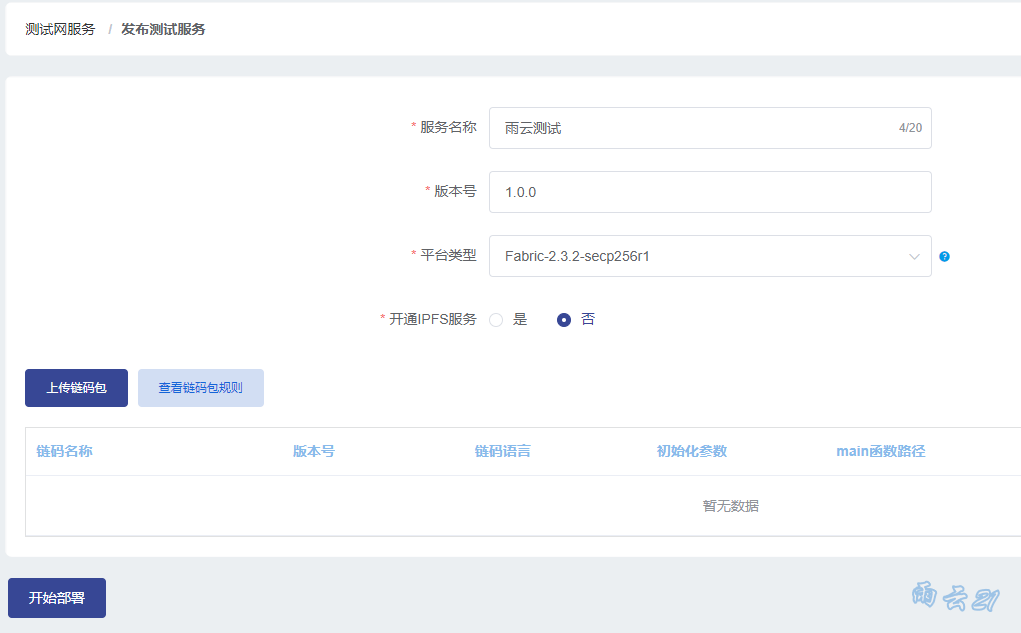 测试网服务 / 发布测试服务
* 服务名称 雨云测试 4/20
* 版本号 1.0.0
* 平台类型 Fabric-2.3.2-secp256r1 ?
* 开通IPFS服务 是 否
上传链码包 查看链码包规则
链码名称 版本号 链码语言 初始化参数 main函数路径
暂无数据
开始部署
雨云21